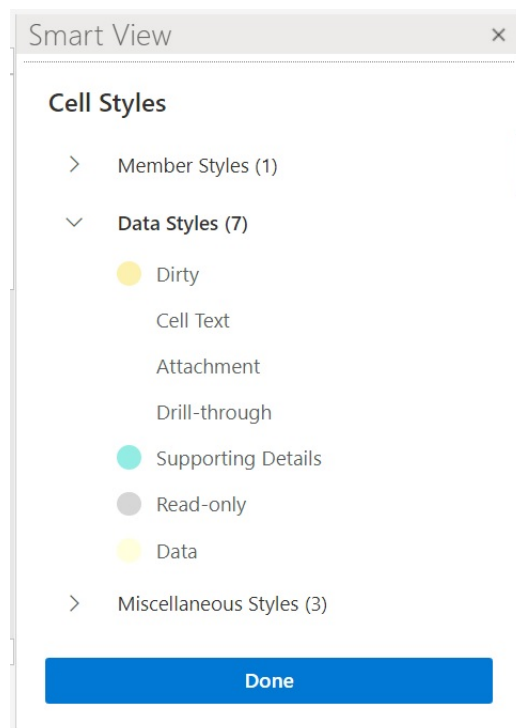 Smart View
Cell Styles
Member Styles (1)
Data Styles (7)
Dirty
Cell Text
Attachment
Drill-through
Supporting Details
Read-only
Data
Miscellaneous Styles (3)
Done